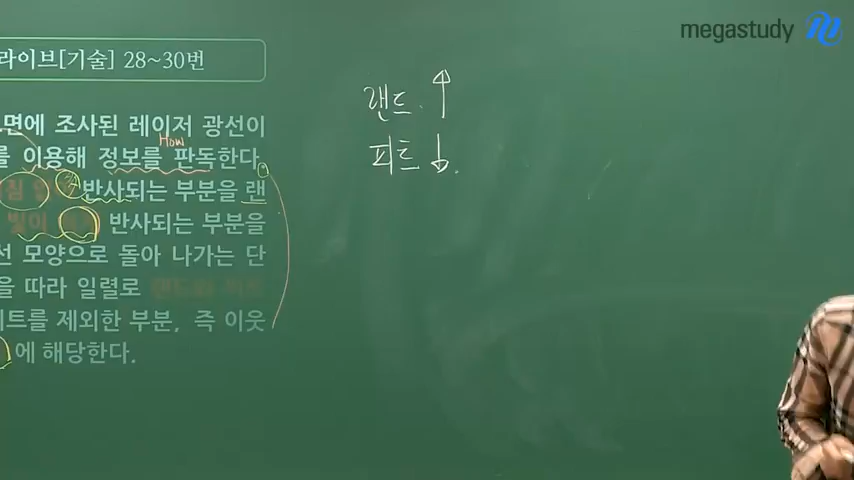 megastudy
라이브[기술] 28~30번
면에 조사된 레이저 광선이
How
를 이용해 정보를 판독한다.
반사되는 부분을 랜
빛이 반사되는 부분을
선 모양으로 돌아 나가는 단
을 따라 일렬로
피트를 제외한 부분, 즉 이웃
에 해당한다.
랜드 ↑
피트 ↓